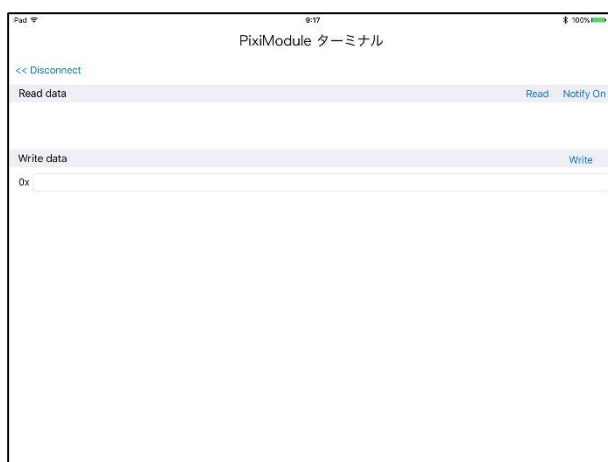 iPad 9:17 100%
PixiModule ターミナル
<< Disconnect
Read data Read Notify On
Write data Write
0x